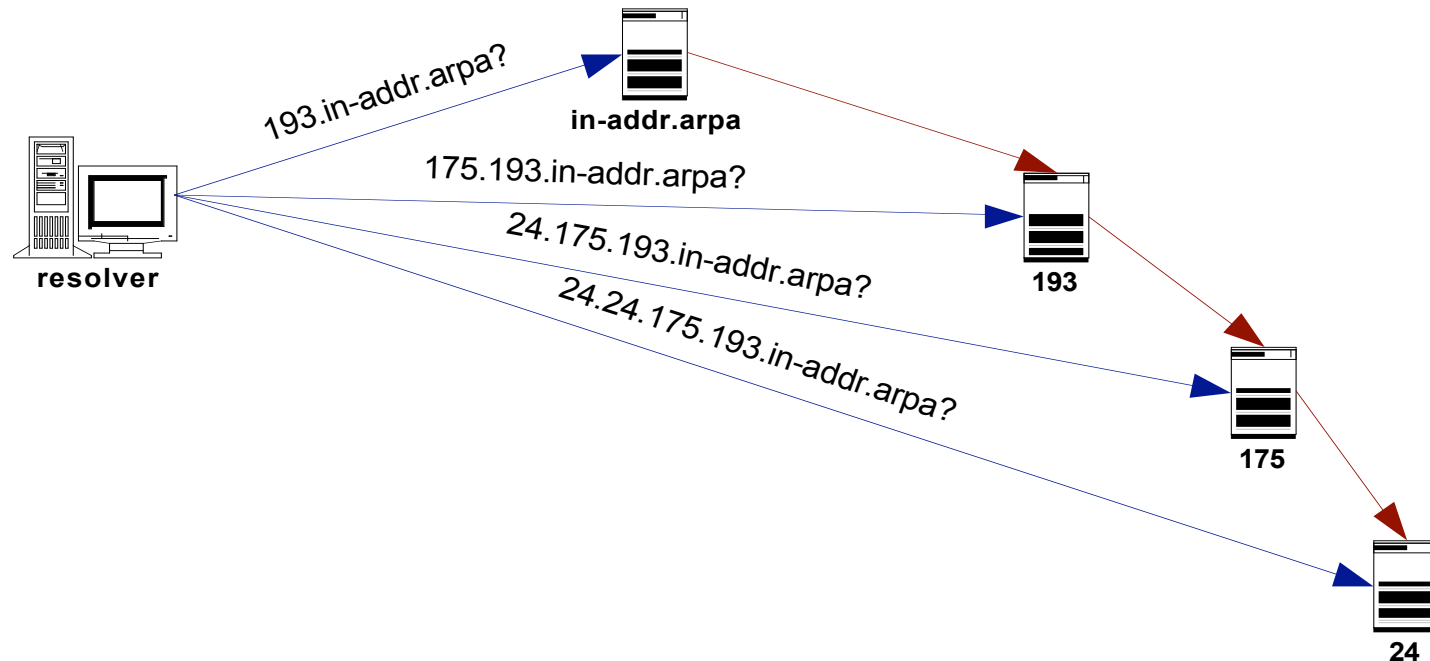 193.in-addr.arpa?
in-addr.arpa
resolver
175.193.in-addr.arpa?
193
24.175.193.in-addr.arpa?
24.24.175.193.in-addr.arpa?
175
24